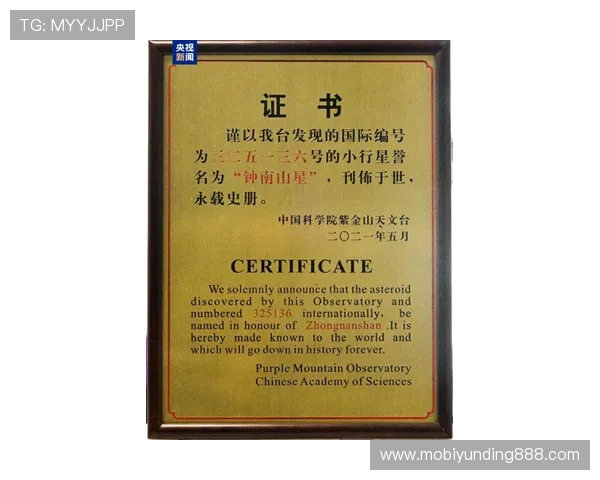 TG: MYYJJPP
央视
新闻
证 书
谨以我台发现的国际编号
为三二五一三六号的小行星誉
名为“钟南山星”，刊佈于世，
永载史册。
中国科学院紫金山天文台
二〇二一年五月
CERTIFICATE
We solemnly announce that the asteroid
discovered by this Observatory and
numbered 325136 internationally, be
named in honour of Zhongnanshan .It is
hereby made known to the world and
which will go down in history forever.
Purple Mountain Observatory
Chinese Academy of Sciences
www.mobiyunding888.com